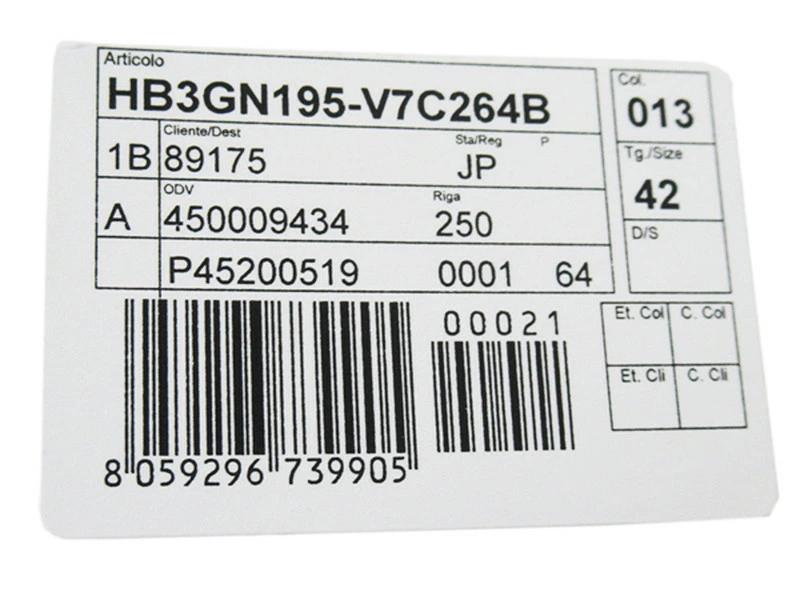 Articolo
HB3GN195-V7C264B
Col.
013
Cliente/Dest
Sta/Reg
P
1B
89175
JP
Tg./Size
42
ODV
Riga
A
450009434
250
D/S
P45200519
0001
64
00021
Et. Col
C. Col
Et. Cli
C. Cli
8 059296 739905